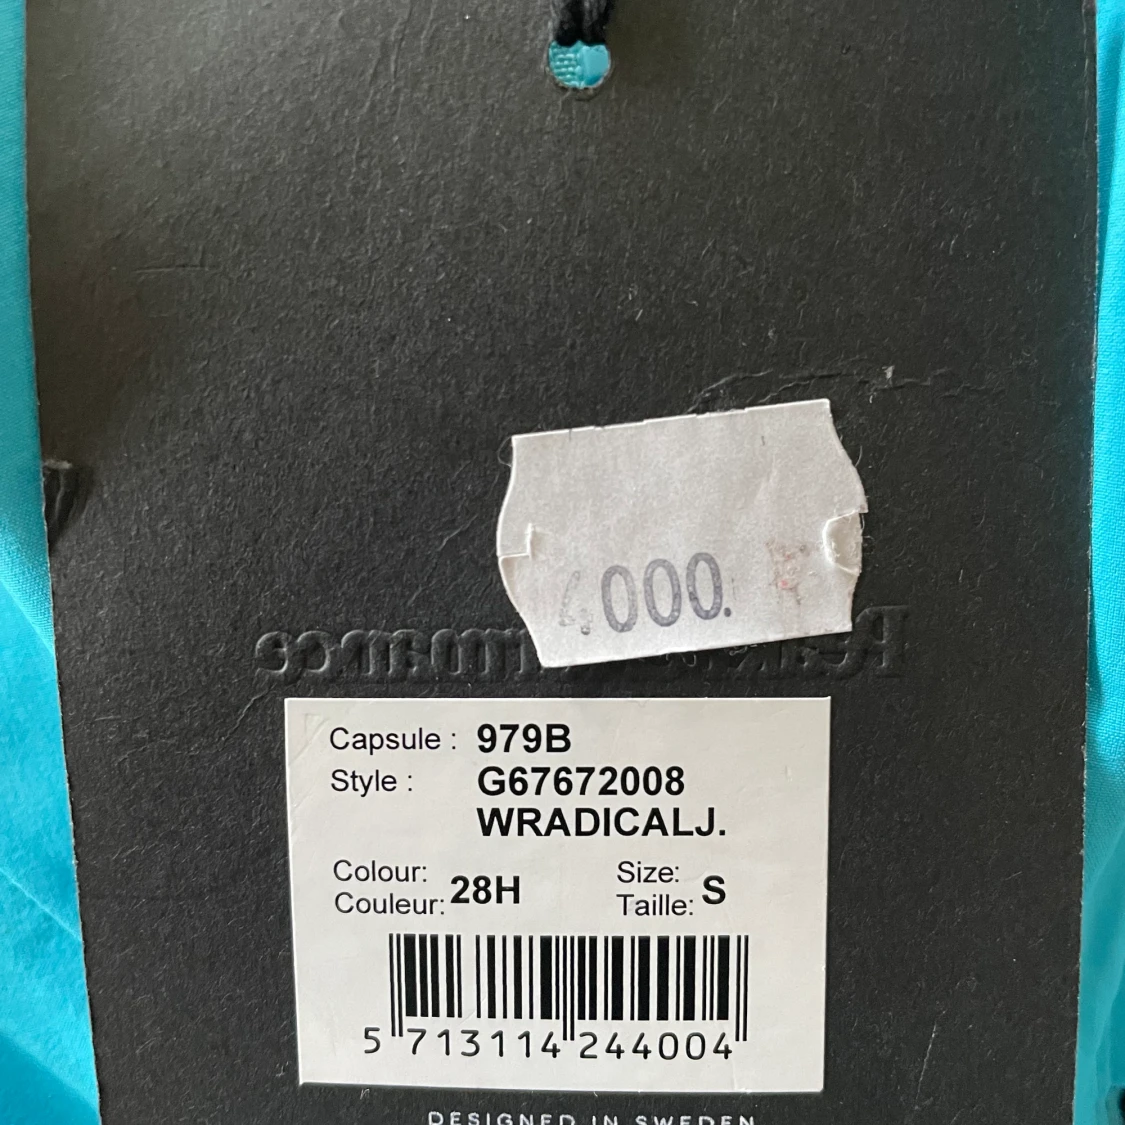 4000.
Capsule : 979B
Style : G67672008
WRADICALJ.
Colour: Size:
Couleur: 28H Taille: S
5 713114 244004
DESIGNED IN SWEDEN